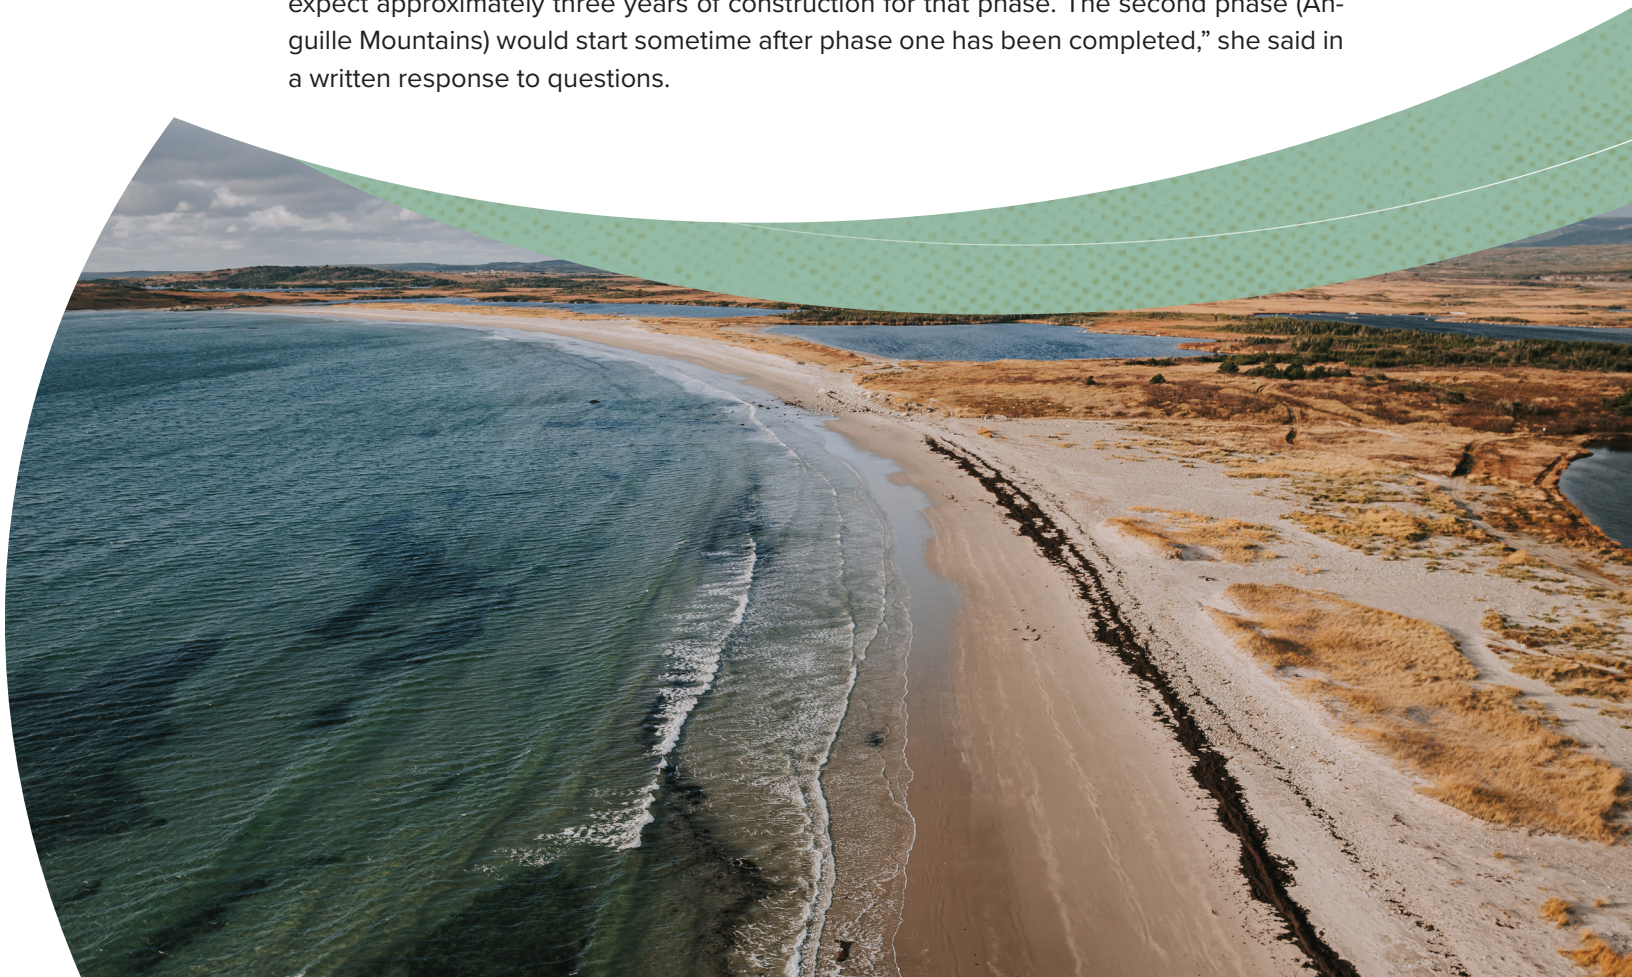 expect approximately three years of construction for that phase. The second phase (An-
guille Mountains) would start sometime after phase one has been completed,” she said in
a written response to questions.